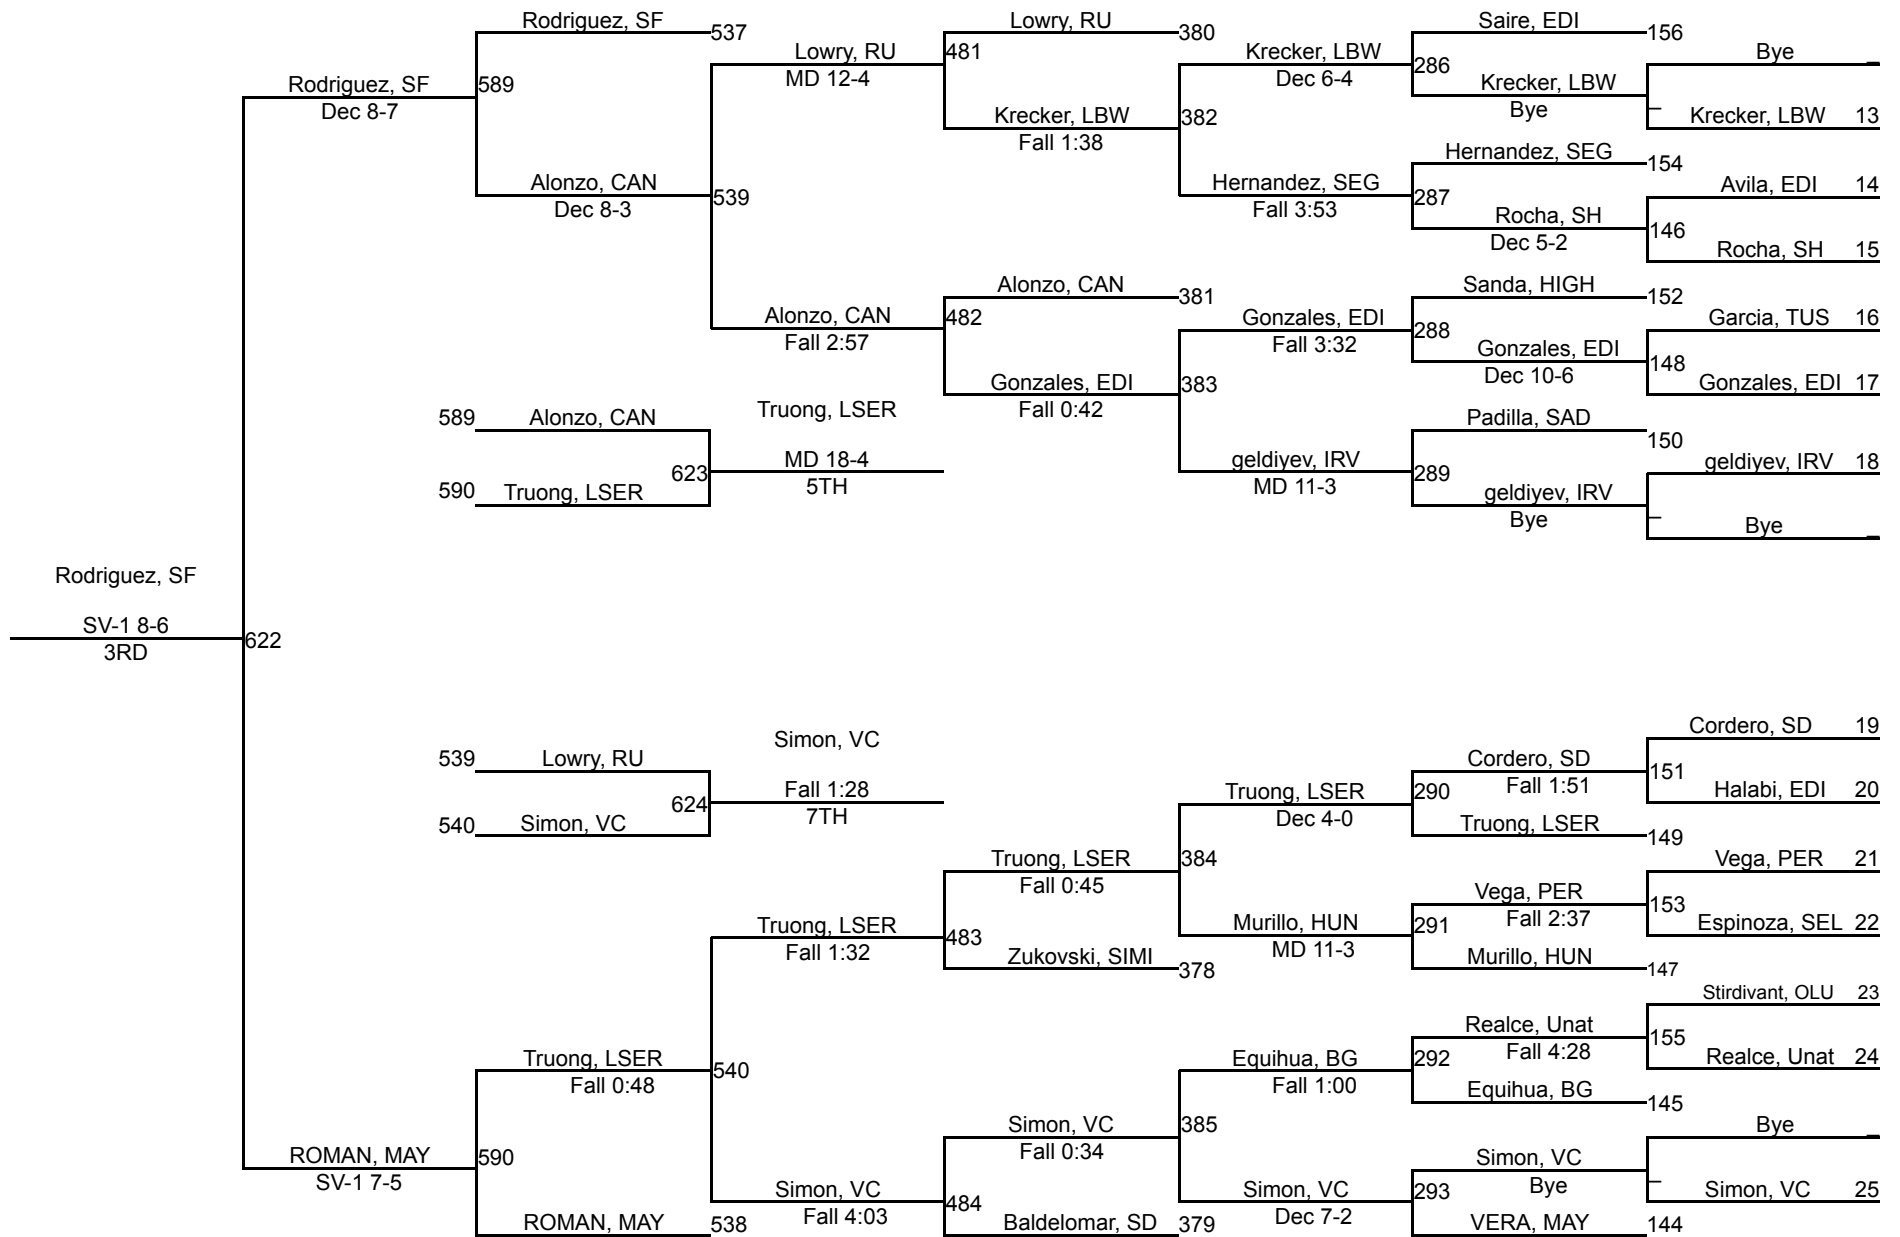 Rodriguez, SF
537
Lowry, RU
380
Saire, EDI
156
Lowry, RU
MD 12-4
481
Krecker, LBW
Dec 6-4
286
Bye
_
Rodriguez, SF
Dec 8-7
589
Krecker, LBW
Bye
_
Krecker, LBW 13
Krecker, LBW
Fall 1:38
382
Hernandez, SEG
154
Alonzo, CAN
Dec 8-3
539
Hernandez, SEG
Fall 3:53
287
Avila, EDI 14
Rocha, SH
Dec 5-2
146
Rocha, SH 15
Alonzo, CAN
381
Sanda, HIGH
152
Alonzo, CAN
Fall 2:57
482
Gonzales, EDI
Fall 3:32
288
Garcia, TUS 16
Gonzales, EDI
Dec 10-6
148
Gonzales, EDI 17
Gonzales, EDI
Fall 0:42
383
589
Alonzo, CAN
Truong, LSER
Padilla, SAD
150
623
MD 18-4
5TH
geldiyev, IRV
MD 11-3
289
geldiyev, IRV 18
590
Truong, LSER
geldiyev, IRV
Bye
_
Bye
_
Rodriguez, SF
SV-1 8-6
3RD
622
Cordero, SD 19
539
Lowry, RU
Simon, VC
Cordero, SD
Fall 1:51
151
Halabi, EDI 20
624
Fall 1:28
7TH
Truong, LSER
Dec 4-0
290
540
Simon, VC
Truong, LSER
149
Truong, LSER
Fall 0:45
384
Vega, PER 21
Vega, PER
Fall 2:37
153
Espinoza, SEL 22
Truong, LSER
Fall 1:32
483
Murillo, HUN
MD 11-3
291
Zukovski, SIMI
378
Murillo, HUN
147
Stirdivant, OLU 23
Realce, Unat
Fall 4:28
155
Realce, Unat 24
Truong, LSER
Fall 0:48
540
Equihua, BG
Fall 1:00
292
Equihua, BG
145
Simon, VC
Fall 0:34
385
Bye
_
ROMAN, MAY
SV-1 7-5
590
Simon, VC
Bye
_
Simon, VC 25
Simon, VC
Fall 4:03
484
Simon, VC
Dec 7-2
293
ROMAN, MAY
538
Baldelomar, SD
379
VERA, MAY
144